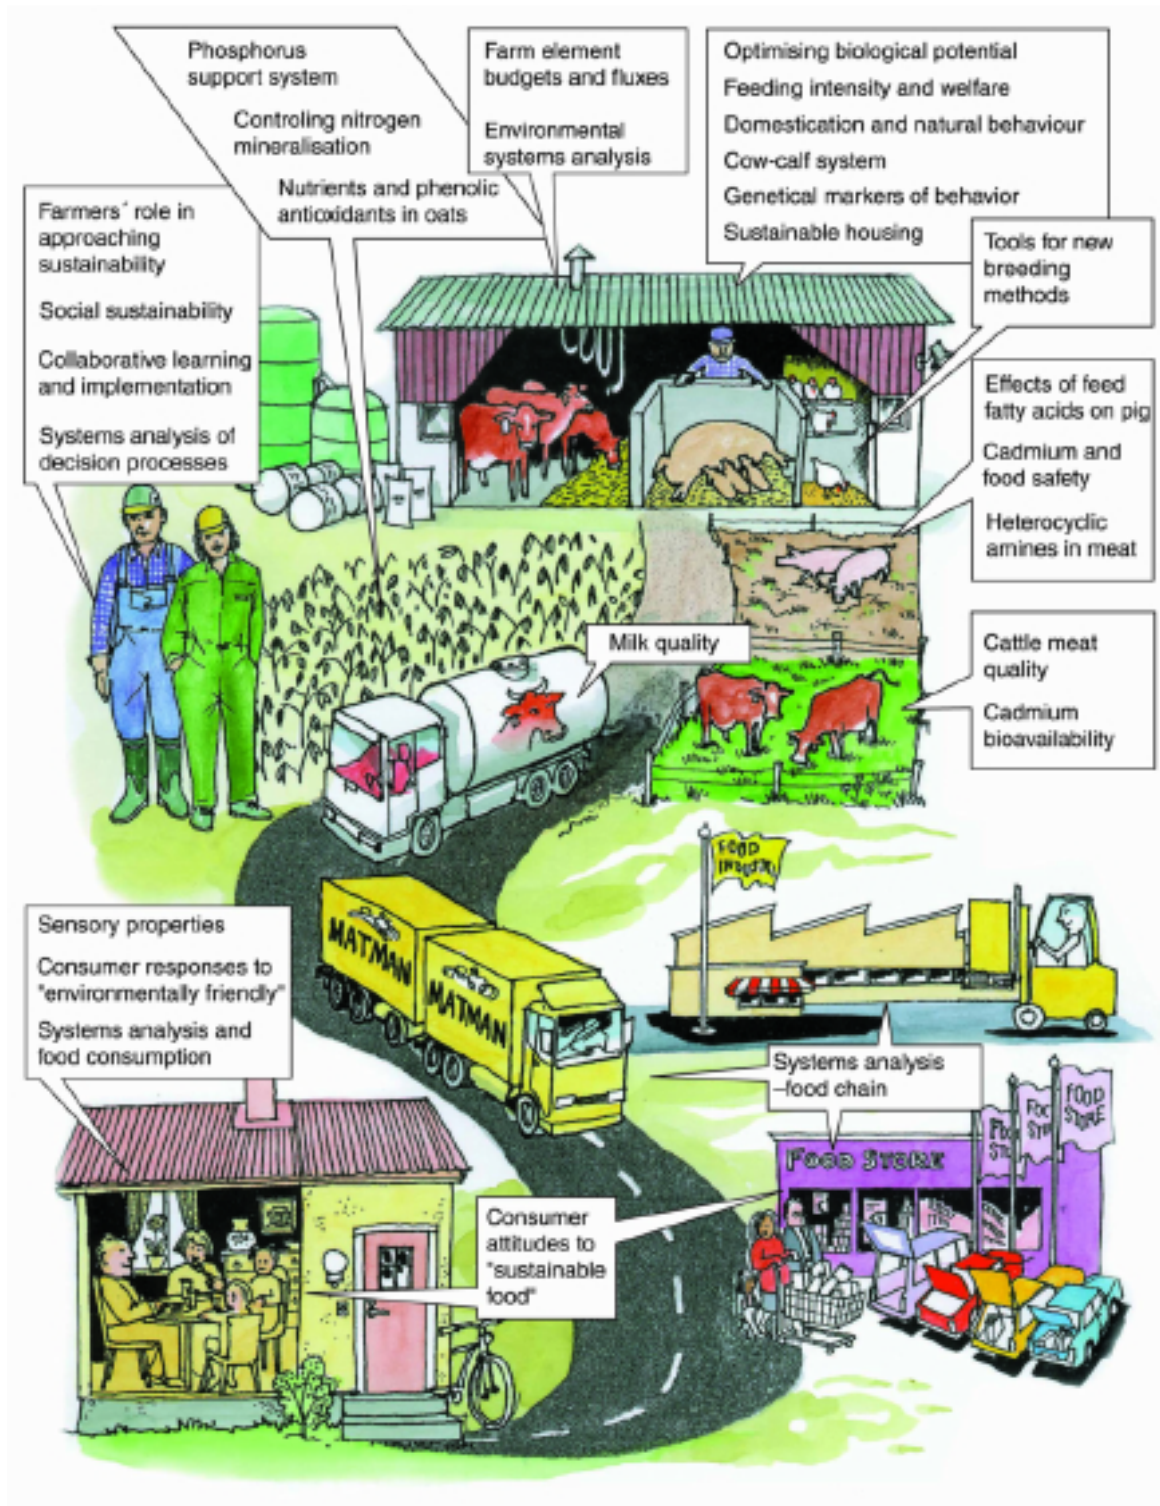 Phosphorus
support system
Controling nitrogen
mineralisation
Nutrients and phenolic
antioxidants in oats
Farm element
budgets and fluxes
Environmental
systems analysis
Optimising biological potential
Feeding intensity and welfare
Domestication and natural behaviour
Cow-calf system
Genetical markers of behavior
Sustainable housing
Tools for new
breeding
methods
Farmers´ role in
approaching
sustainability
Social sustainability
Collaborative learning
and implementation
Systems analysis of
decision processes
Effects of feed
fatty acids on pig
Cadmium and
food safety
Heterocyclic
amines in meat
Milk quality
Cattle meat
quality
Cadmium
bioavailability
FOOD
INDUSTRI
MATMAN
MATMAN
Sensory properties
Consumer responses to
"environmentally friendly"
Systems analysis and
food consumption
Systems analysis
–food chain
FOOD
STORE
FOOD STORE
Consumer
attitudes to
"sustainable
food"